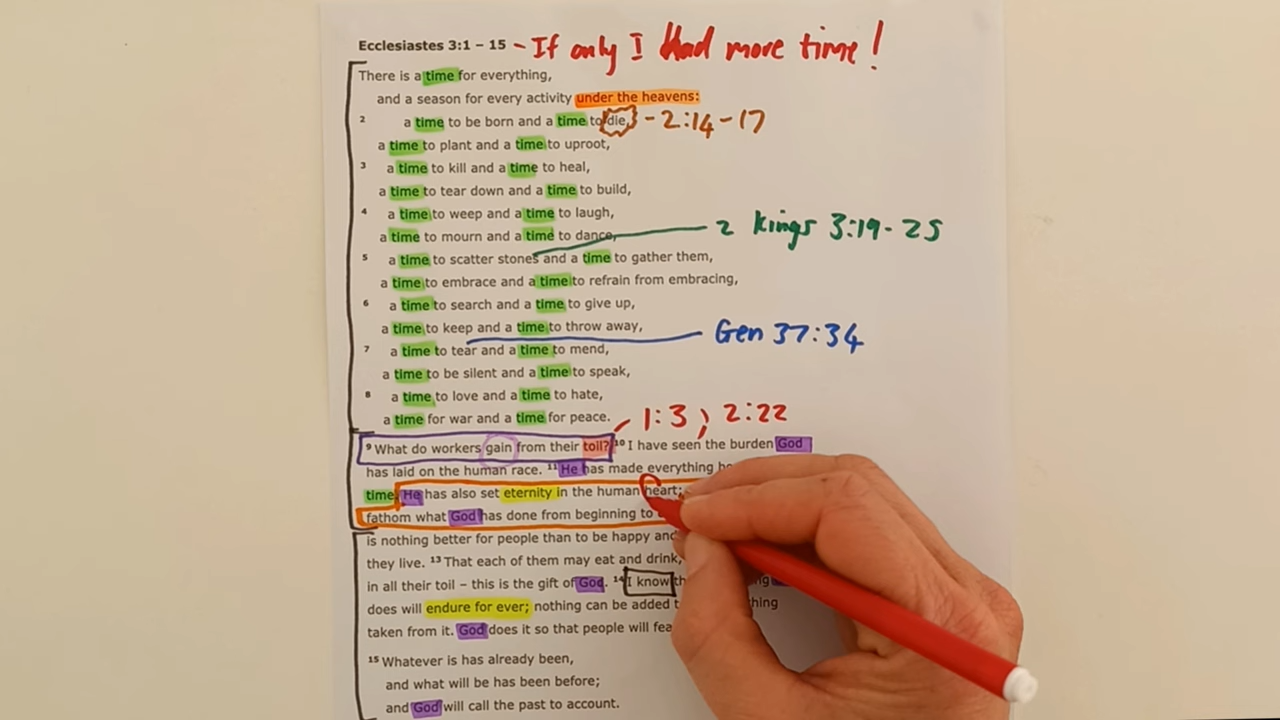 Ecclesiastes 3:1 – 15 - If only I had more time!
There is a time for everything,
and a season for every activity under the heavens:
2 a time to be born and a time to die, - 2:14-17
a time to plant and a time to uproot,
3 a time to kill and a time to heal,
a time to tear down and a time to build,
4 a time to weep and a time to laugh,
a time to mourn and a time to dance,
2 Kings 3:19-25
5 a time to scatter stones and a time to gather them,
a time to embrace and a time to refrain from embracing,
6 a time to search and a time to give up,
a time to keep and a time to throw away,
Gen 37:34
7 a time to tear and a time to mend,
a time to be silent and a time to speak,
8 a time to love and a time to hate,
a time for war and a time for peace.
1:3; 2:22
9 What do workers gain from their toil? 10 I have seen the burden God
has laid on the human race. 11 He has made everything
time. He has also set eternity in the human heart;
fathom what God has done from beginning to
is nothing better for people than to be happy and
they live. 13 That each of them may eat and drink,
in all their toil – this is the gift of God. 14 I know
does will endure for ever; nothing can be added
taken from it. God does it so that people will
15 Whatever is has already been,
and what will be has been before;
and God will call the past to account.